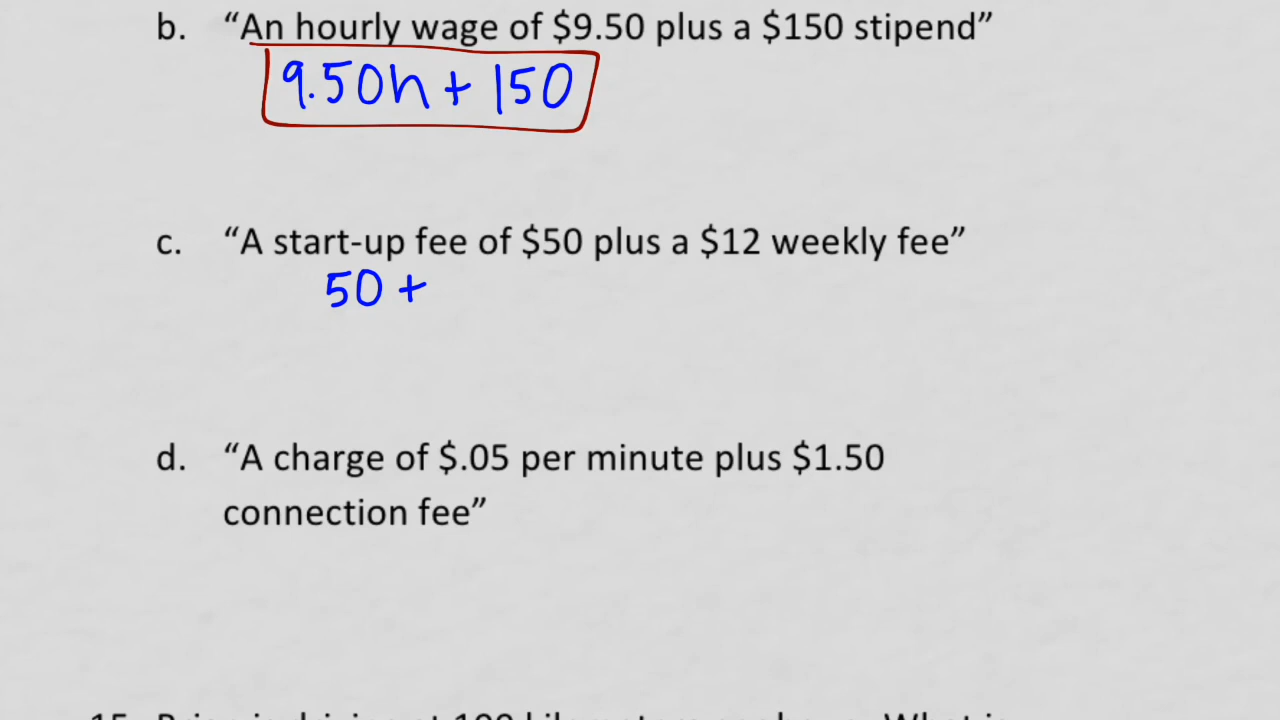 b. “An hourly wage of $9.50 plus a $150 stipend”
9.50h + 150
c. “A start-up fee of $50 plus a $12 weekly fee”
50 +
d. “A charge of $.05 per minute plus $1.50
connection fee”